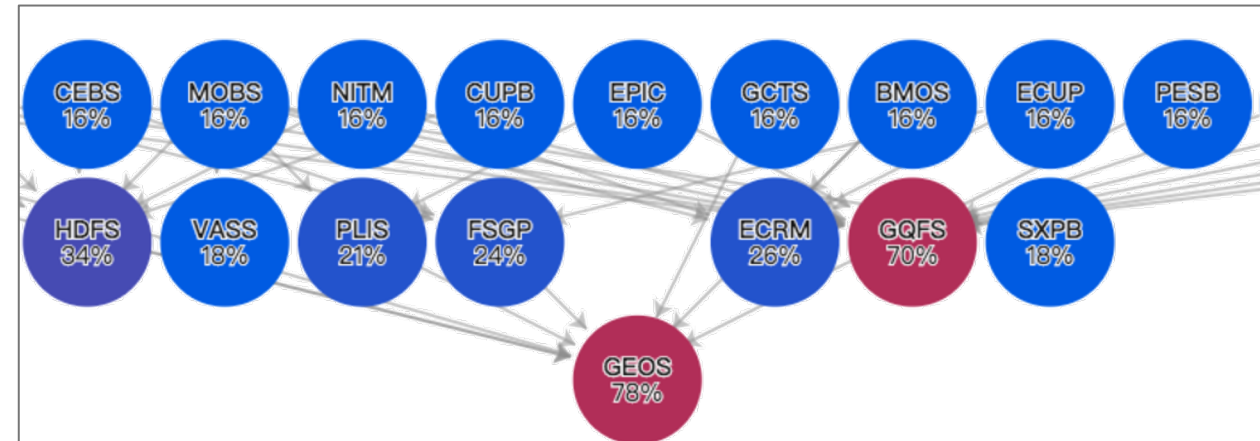 CEBS
16%
MOBS
16%
NITM
16%
CUPB
16%
EPIC
16%
GCTS
16%
BMOS
16%
ECUP
16%
PESB
16%
HDFS
34%
VASS
18%
PLIS
21%
FSGP
24%
ECRM
26%
GQFS
70%
SXPB
18%
GEOS
78%